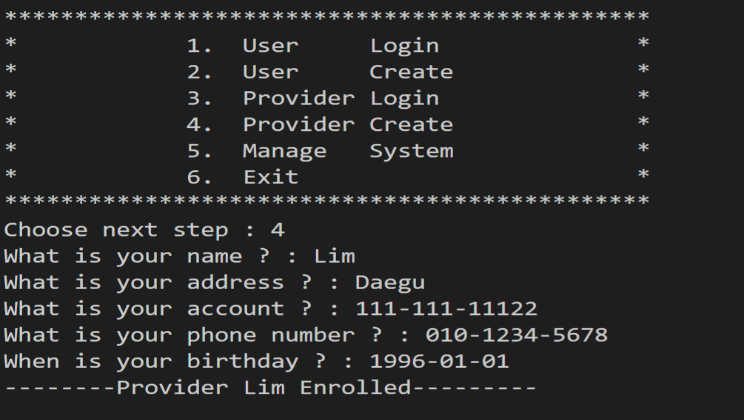 **********************************************
*            1.  User     Login              *
*            2.  User     Create             *
*            3.  Provider Login              *
*            4.  Provider Create             *
*            5.  Manage   System             *
*            6.  Exit                        *
**********************************************
Choose next step : 4
What is your name ? : Lim
What is your address ? : Daegu
What is your account ? : 111-111-11122
What is your phone number ? : 010-1234-5678
When is your birthday ? : 1996-01-01
--------Provider Lim Enrolled---------